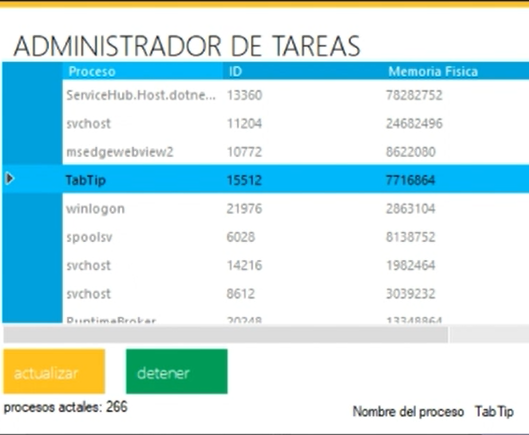 ADMINISTRADOR DE TAREAS
Proceso ID Memoria Fisica
ServiceHub.Host.dotne... 13360 78282752
svchost 11204 24682496
msedgewebview2 10772 8622080
TabTip 15512 7716864
winlogon 21976 2863104
spoolsv 6028 8138752
svchost 14216 1982464
svchost 8612 3039232
RuntimeBroker 20248 13348864
actualizar detener
procesos actales: 266
Nombre del proceso TabTip